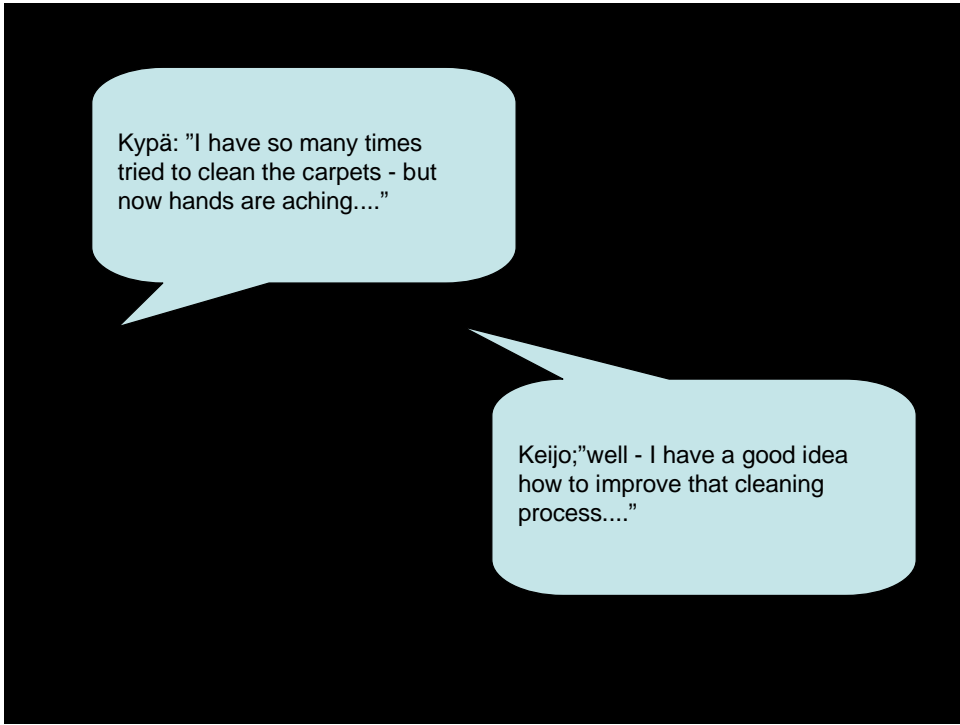 Kypä: ”I have so many times
tried to clean the carpets - but
now hands are aching....”
Keijo;”well - I have a good idea
how to improve that cleaning
process....”